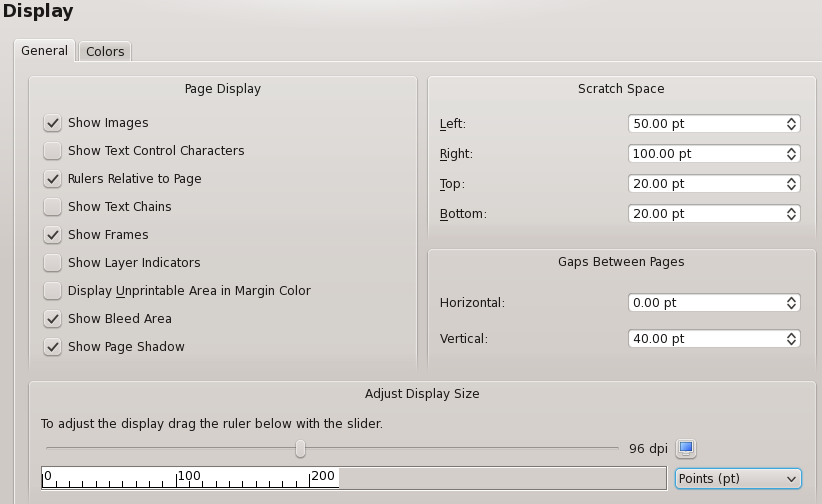 Display
General
Colors
Page Display
Show Images
Show Text Control Characters
Rulers Relative to Page
Show Text Chains
Show Frames
Show Layer Indicators
Display Unprintable Area in Margin Color
Show Bleed Area
Show Page Shadow
Scratch Space
Left: 50.00 pt
Right: 100.00 pt
Top: 20.00 pt
Bottom: 20.00 pt
Gaps Between Pages
Horizontal: 0.00 pt
Vertical: 40.00 pt
Adjust Display Size
To adjust the display drag the ruler below with the slider.
96 dpi
0 100 200
Points (pt)